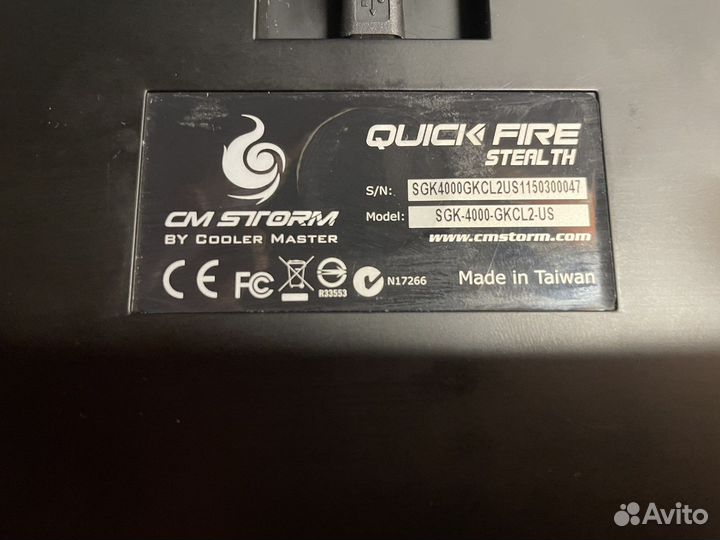 QUICK FIRE
STEALTH
S/N: SGK4000GKCL2US1150300047
Model: SGK-4000-GKCL2-US
www.cmstorm.com
CM STORM
BY COOLER MASTER
CE FC R33553 N17266 Made in Taiwan
Avito